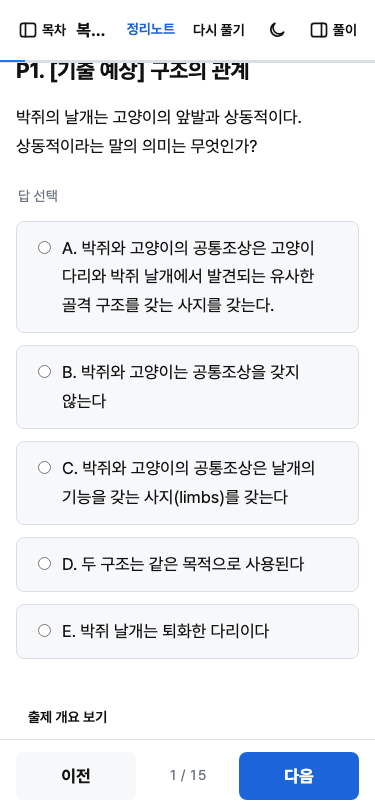 목차 복... 정리노트 다시 풀기 풀이
P1. [기출 예상] 구조의 관계
박쥐의 날개는 고양이의 앞발과 상동적이다.
상동적이라는 말의 의미는 무엇인가?
답 선택
A. 박쥐와 고양이의 공통조상은 고양이
다리와 박쥐 날개에서 발견되는 유사한
골격 구조를 갖는 사지를 갖는다.
B. 박쥐와 고양이는 공통조상을 갖지
않는다
C. 박쥐와 고양이의 공통조상은 날개의
기능을 갖는 사지(limbs)를 갖는다
D. 두 구조는 같은 목적으로 사용된다
E. 박쥐 날개는 퇴화한 다리이다
출제 개요 보기
이전 1 / 15 다음